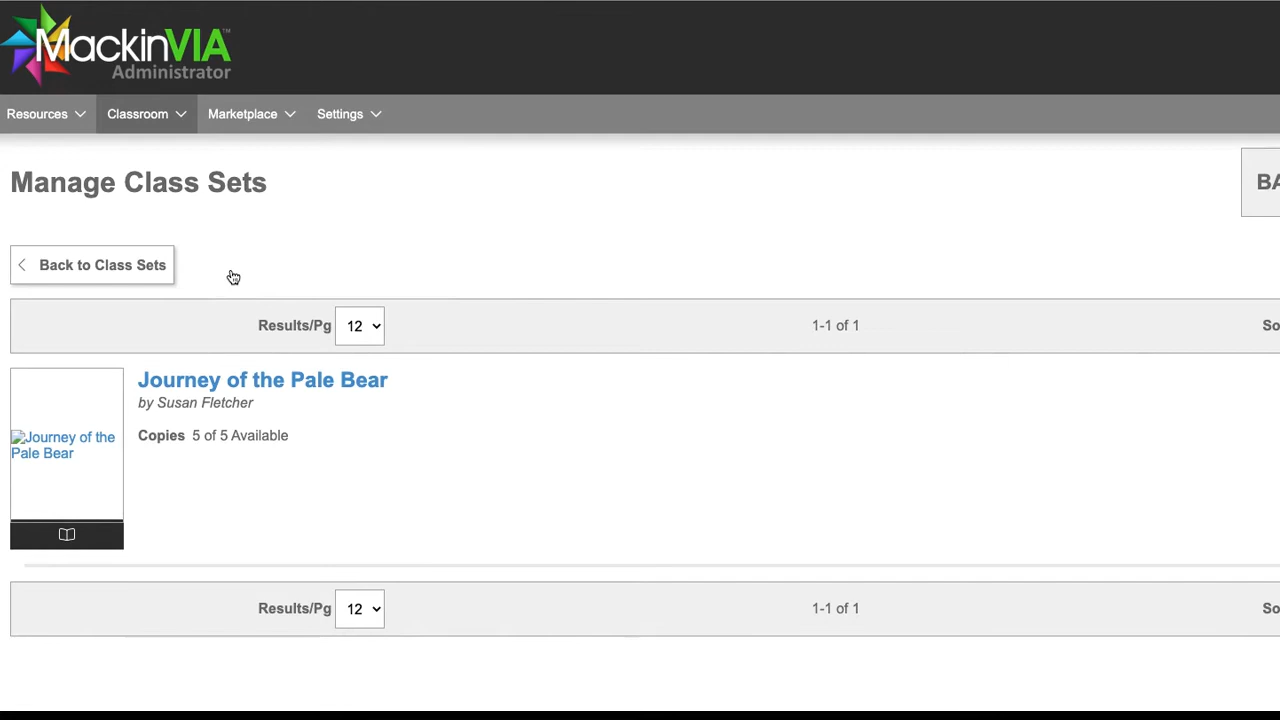 MackinVIA™
Administrator
Resources Classroom Marketplace Settings
Manage Class Sets
BA
Back to Class Sets
Results/Pg 12 1-1 of 1 So
Journey of the Pale Bear
by Susan Fletcher
Copies 5 of 5 Available
Journey of the
Pale Bear
Results/Pg 12 1-1 of 1 So